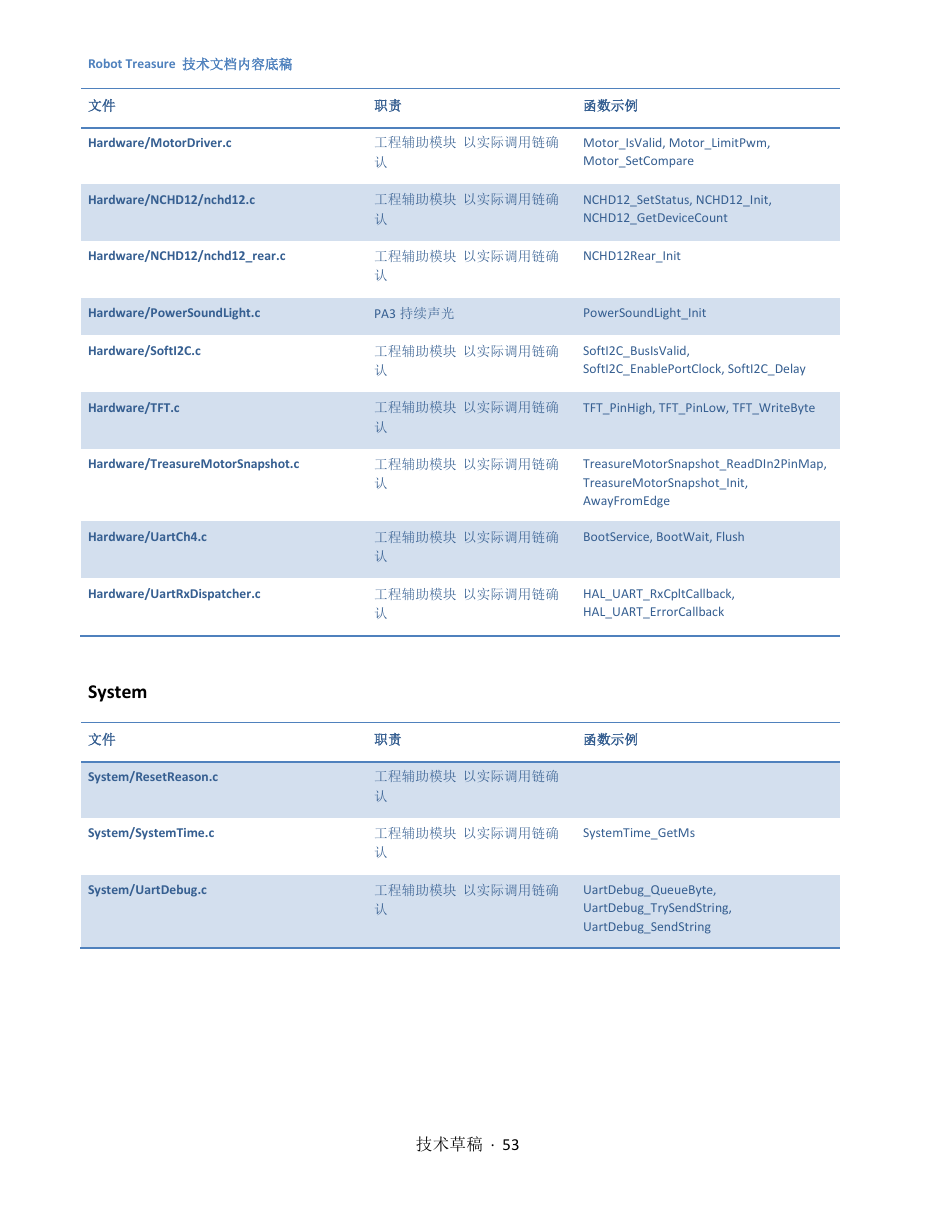 Robot Treasure 技术文档内容底稿
文件 职责 函数示例
Hardware/MotorDriver.c 工程辅助模块 以实际调用链确 Motor_IsValid, Motor_LimitPwm,
认 Motor_SetCompare
Hardware/NCHD12/nchd12.c 工程辅助模块 以实际调用链确 NCHD12_SetStatus, NCHD12_Init,
认 NCHD12_GetDeviceCount
Hardware/NCHD12/nchd12_rear.c 工程辅助模块 以实际调用链确 NCHD12Rear_Init
认
Hardware/PowerSoundLight.c PA3 持续声光 PowerSoundLight_Init
Hardware/SoftI2C.c 工程辅助模块 以实际调用链确 SoftI2C_BusIsValid,
认 SoftI2C_EnablePortClock, SoftI2C_Delay
Hardware/TFT.c 工程辅助模块 以实际调用链确 TFT_PinHigh, TFT_PinLow, TFT_WriteByte
认
Hardware/TreasureMotorSnapshot.c 工程辅助模块 以实际调用链确 TreasureMotorSnapshot_ReadDIn2PinMap,
认 TreasureMotorSnapshot_Init,
AwayFromEdge
Hardware/UartCh4.c 工程辅助模块 以实际调用链确 BootService, BootWait, Flush
认
Hardware/UartRxDispatcher.c 工程辅助模块 以实际调用链确 HAL_UART_RxCpltCallback,
认 HAL_UART_ErrorCallback
System
文件 职责 函数示例
System/ResetReason.c 工程辅助模块 以实际调用链确
认
System/SystemTime.c 工程辅助模块 以实际调用链确 SystemTime_GetMs
认
System/UartDebug.c 工程辅助模块 以实际调用链确 UartDebug_QueueByte,
认 UartDebug_TrySendString,
UartDebug_SendString
技术草稿 · 53